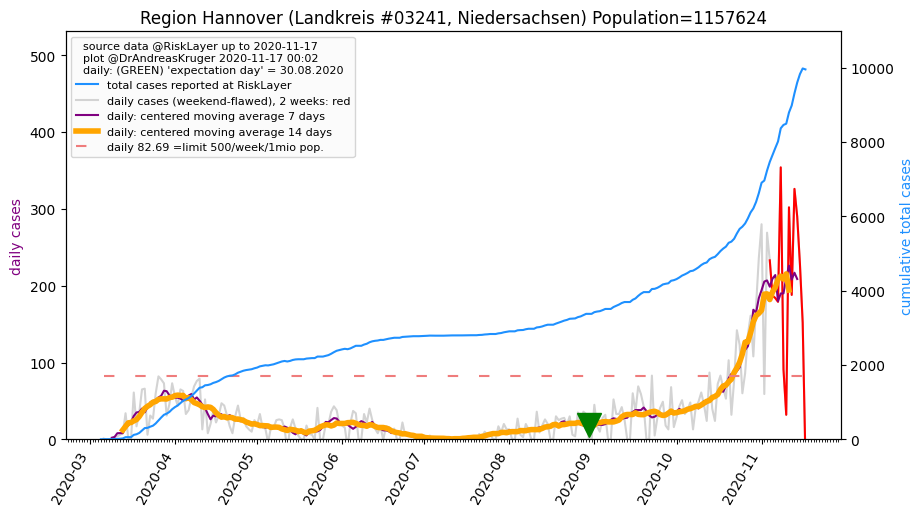 Region Hannover (Landkreis #03241, Niedersachsen) Population=1157624
source data @RiskLayer up to 2020-11-17
plot @DrAndreasKruger 2020-11-17 00:02
daily: (GREEN) 'expectation day' = 30.08.2020
total cases reported at RiskLayer
daily cases (weekend-flawed), 2 weeks: red
daily: centered moving average 7 days
daily: centered moving average 14 days
daily 82.69 =limit 500/week/1mio pop.
daily cases
500
400
300
200
100
0
cumulative total cases
10000
8000
6000
4000
2000
0
2020-03
2020-04
2020-05
2020-06
2020-07
2020-08
2020-09
2020-10
2020-11